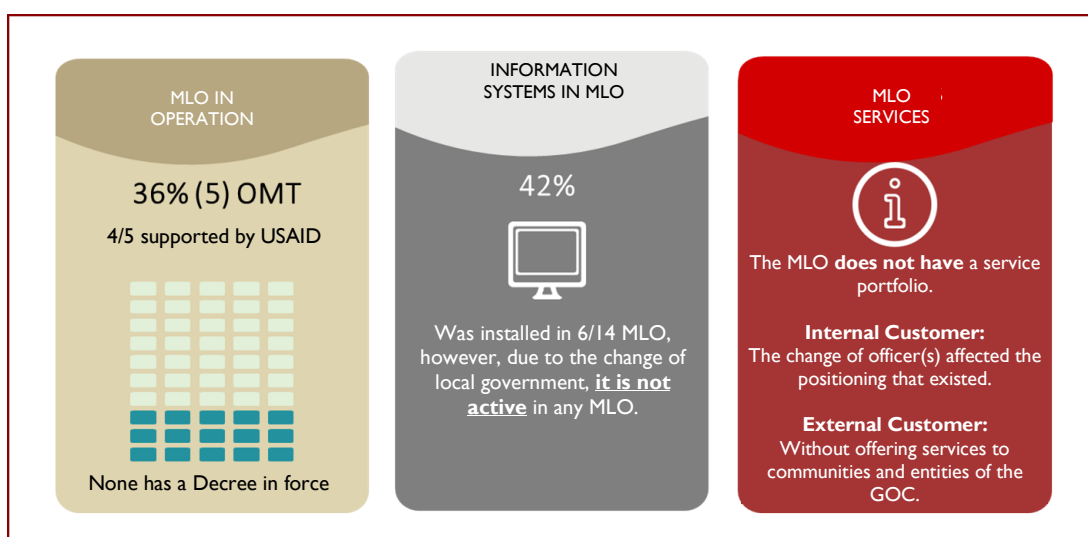 MLO IN
OPERATION
36% (5) OMT
4/5 supported by USAID
None has a Decree in force
INFORMATION
SYSTEMS IN MLO
42%
Was installed in 6/14 MLO,
however, due to the change of
local government, it is not
active in any MLO.
MLO
SERVICES
The MLO does not have a service
portfolio.
Internal Customer:
The change of officer(s) affected the
positioning that existed.
External Customer:
Without offering services to
communities and entities of the
GOC.